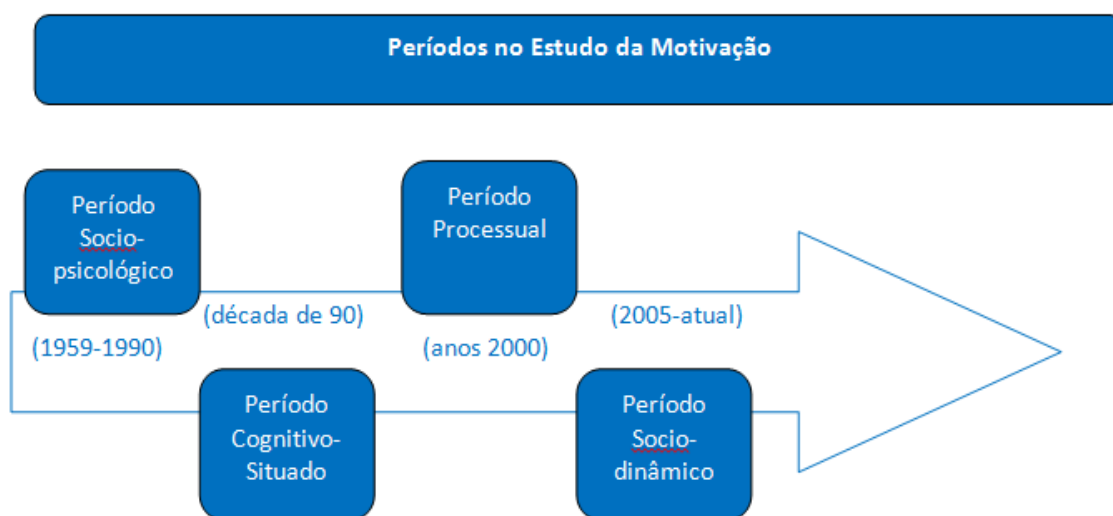 Períodos no Estudo da Motivação
Período
Socio-
psicológico
(1959-1990)
(década de 90)
Período
Cognitivo-
Situado
Período
Processual
(anos 2000)
(2005-atual)
Período
Socio-
dinâmico